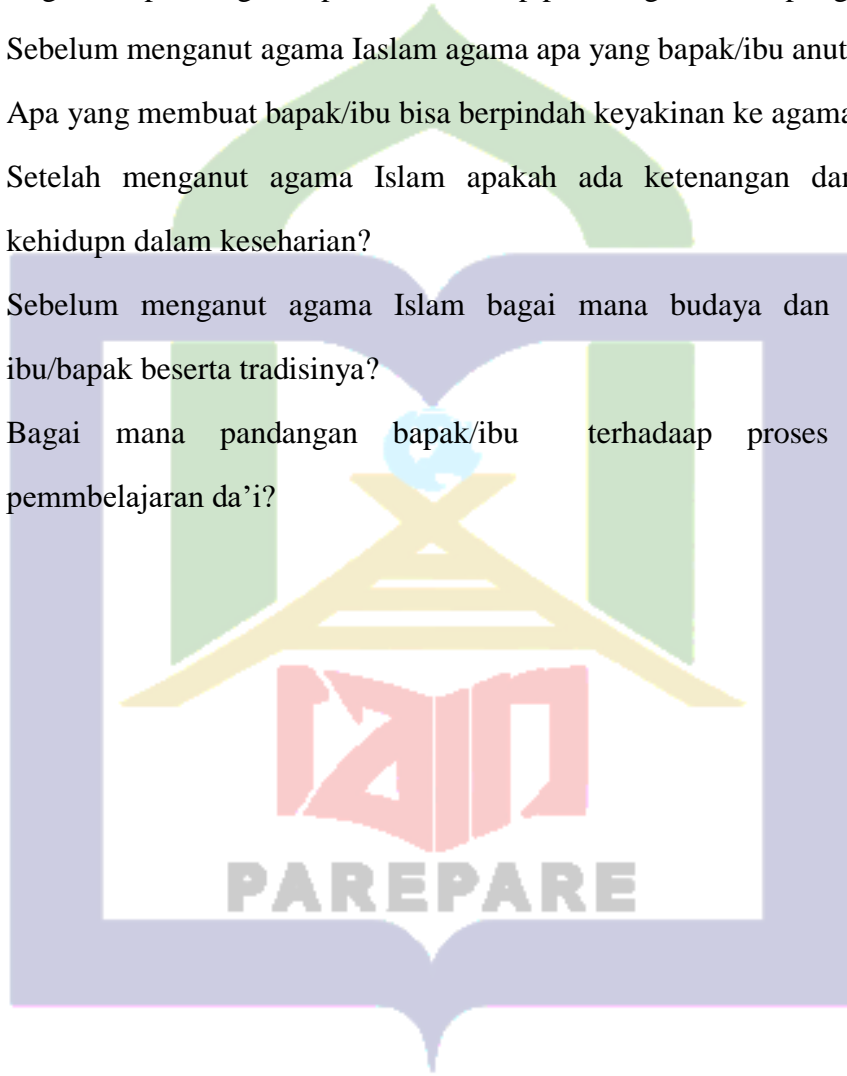 Sebelum menganut agama Iaslam agama apa yang bapak/ibu anut
Apa yang membuat bapak/ibu bisa berpindah keyakinan ke agama
Setelah menganut agama Islam apakah ada ketenangan dar
kehidupn dalam keseharian?
Sebelum menganut agama Islam bagai mana budaya dan
ibu/bapak beserta tradisinya?
Bagai mana pandangan bapak/ibu terhadaap proses
pemmbelajaran da’i?
iain
PAREPARE